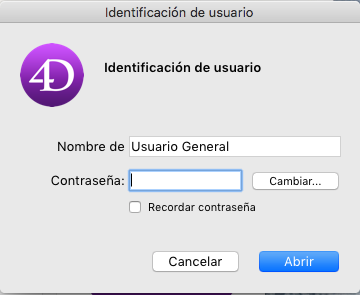 Identificación de usuario
4D
Identificación de usuario
Nombre de Usuario General
Contraseña: Cambiar...
Recordar contraseña
Cancelar Abrir